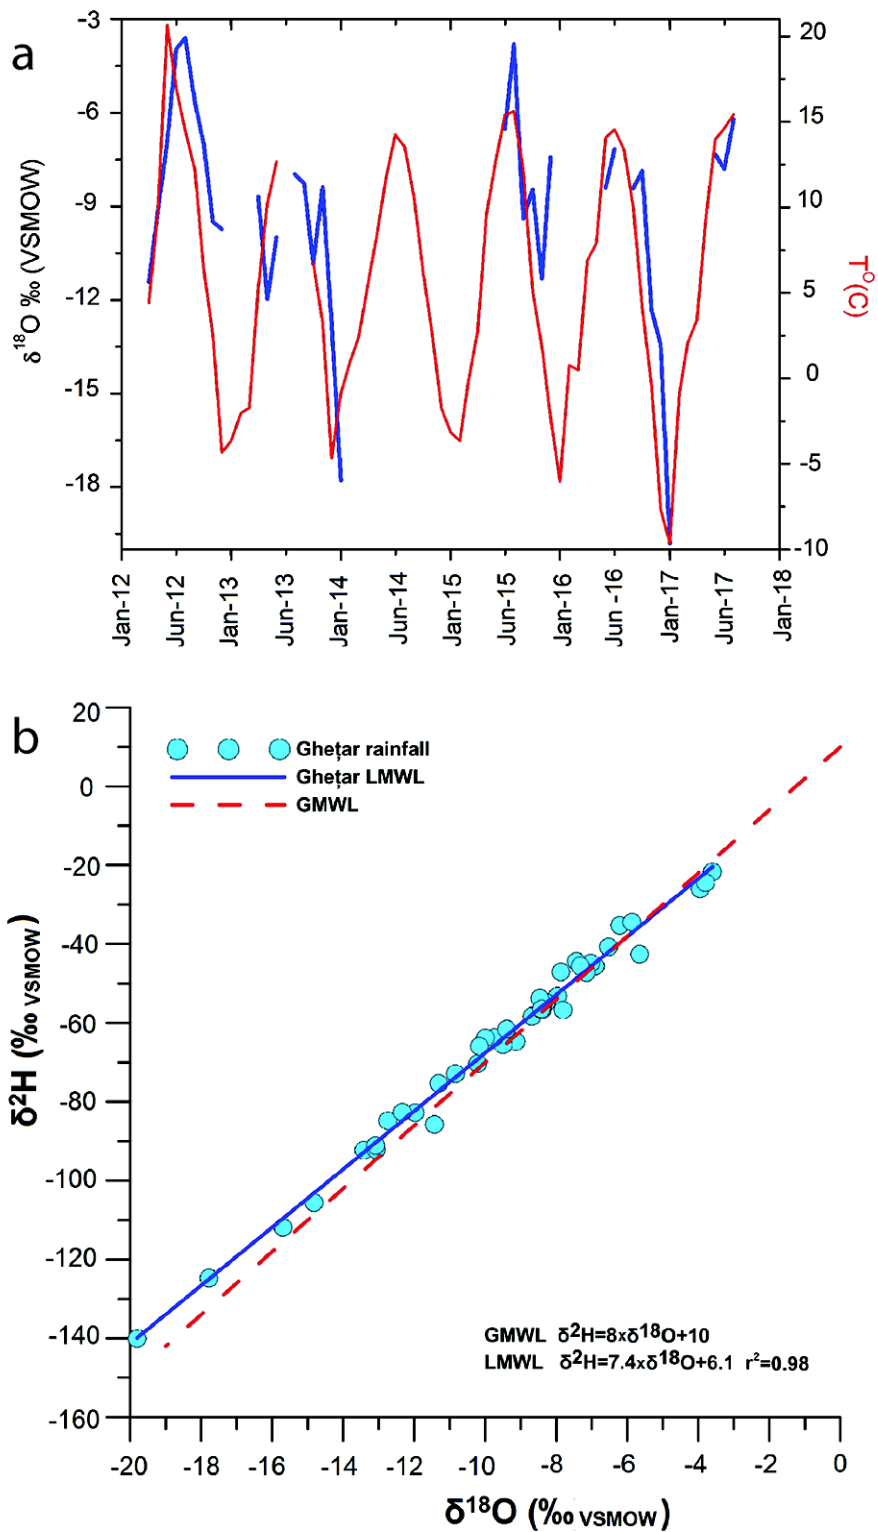 a
-3
-6
-9
-12
-15
-18
δ18O ‰ (VSMOW)
20
15
10
5
0
-5
-10
TO(C)
Jan-12
Jun-12
Jan-13
Jun-13
Jan-14
Jun-14
Jan-15
Jun-15
Jan-16
Jun-16
Jan-17
Jun-17
Jan-18
b
20
0
-20
-40
-60
-80
-100
-120
-140
-160
δ2H (‰ VSMOW)
Ghețar rainfall
Ghețar LMWL
GMWL
GMWL δ2H=8xδ18O+10
LMWL δ2H=7.4xδ18O+6.1 r2=0.98
-20 -18 -16 -14 -12 -10 -8 -6 -4 -2 0
δ18O (‰ VSMOW)